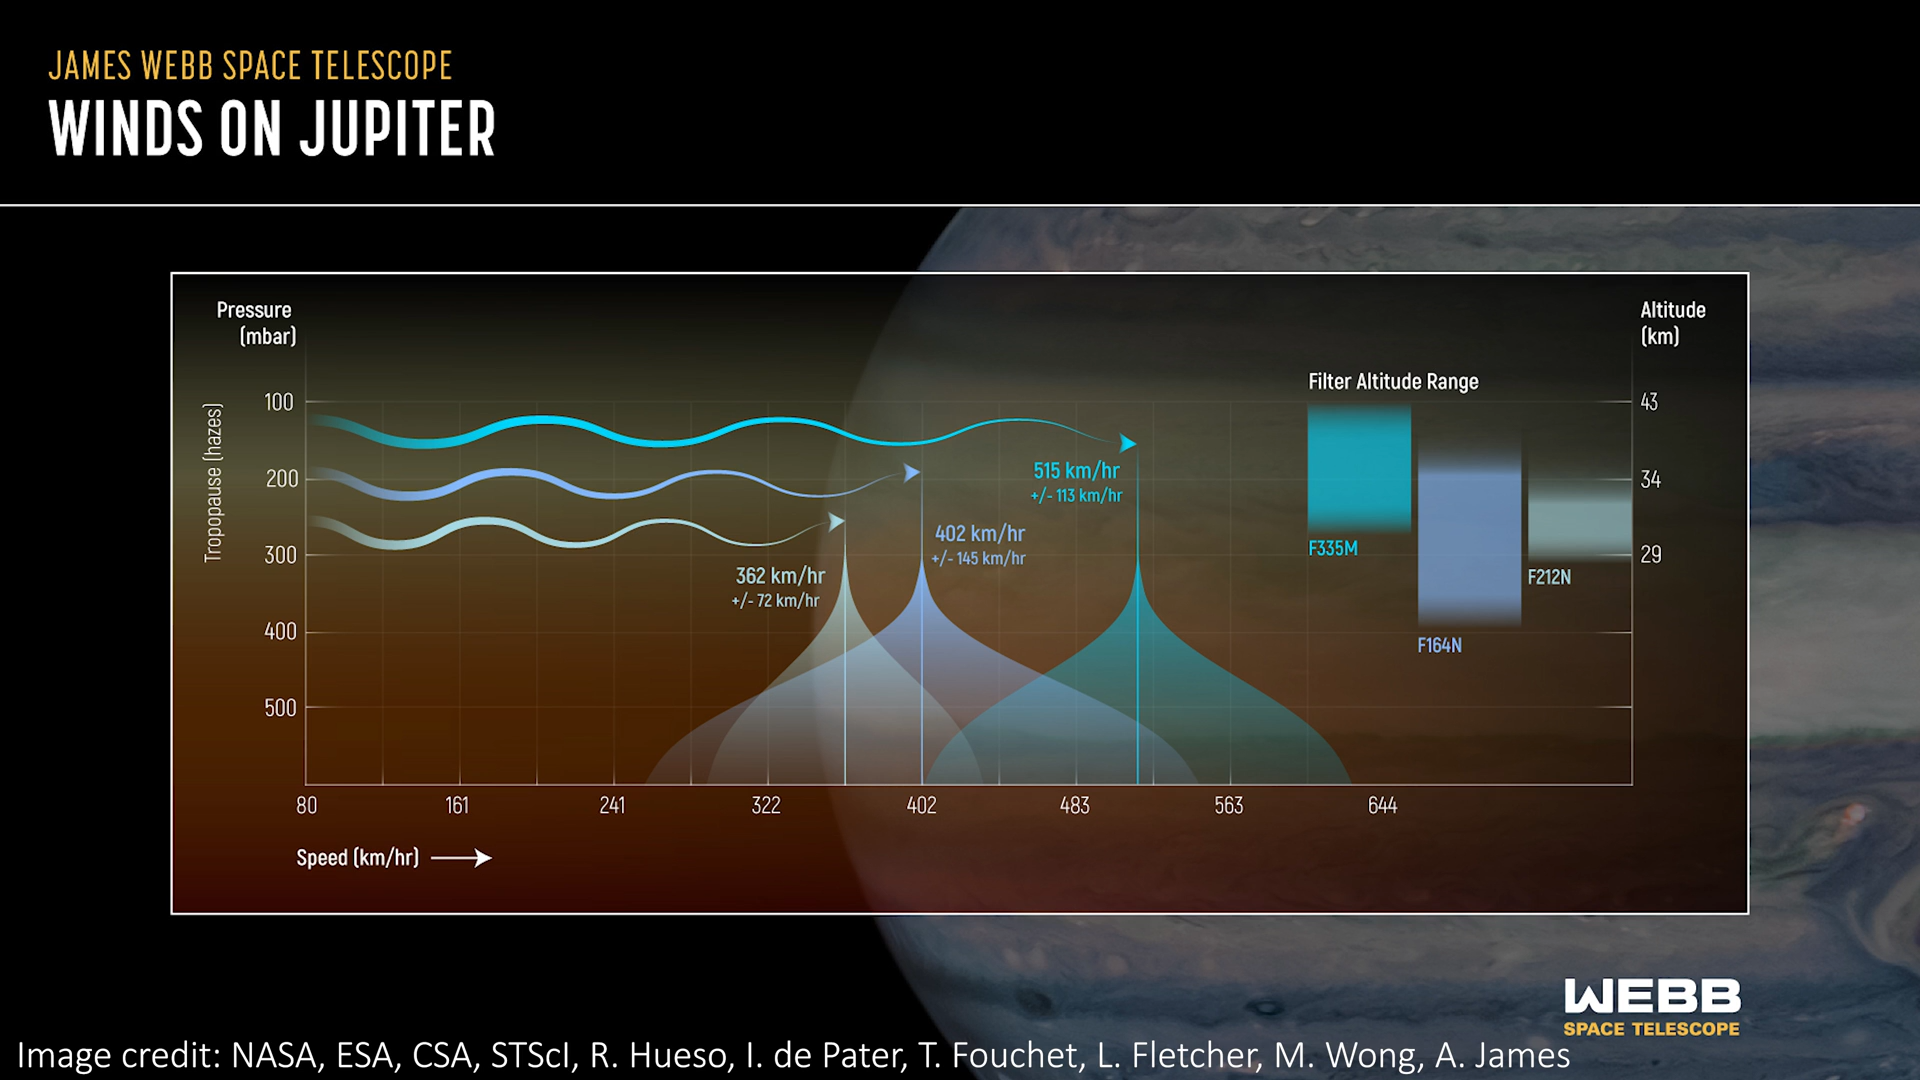 JAMES WEBB SPACE TELESCOPE
WINDS ON JUPITER
Pressure
(mbar)
Altitude
(km)
Filter Altitude Range
Tropopause (hazes)
100
200
300
400
500
43
34
29
515 km/hr
+/- 113 km/hr
402 km/hr
+/- 145 km/hr
362 km/hr
+/- 72 km/hr
F335M
F212N
F164N
80 161 241 322 402 483 563 644
Speed (km/hr)
WEBB
SPACE TELESCOPE
Image credit: NASA, ESA, CSA, STScI, R. Hueso, I. de Pater, T. Fouchet, L. Fletcher, M. Wong, A. James